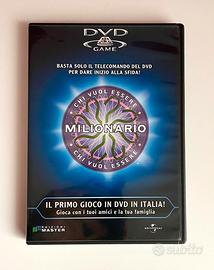 DVD
GAME
BASTA SOLO IL TELECOMANDO DEL DVD
PER DARE INIZIO ALLA SFIDA!
CHI VUOL ESSERE
MILIONARIO
CHI VUOL ESSERE
IL PRIMO GIOCO IN DVD IN ITALIA!
Gioca con i tuoi amici e la tua famiglia
EDIZIONI
MASTER
UNIVERSAL
subito